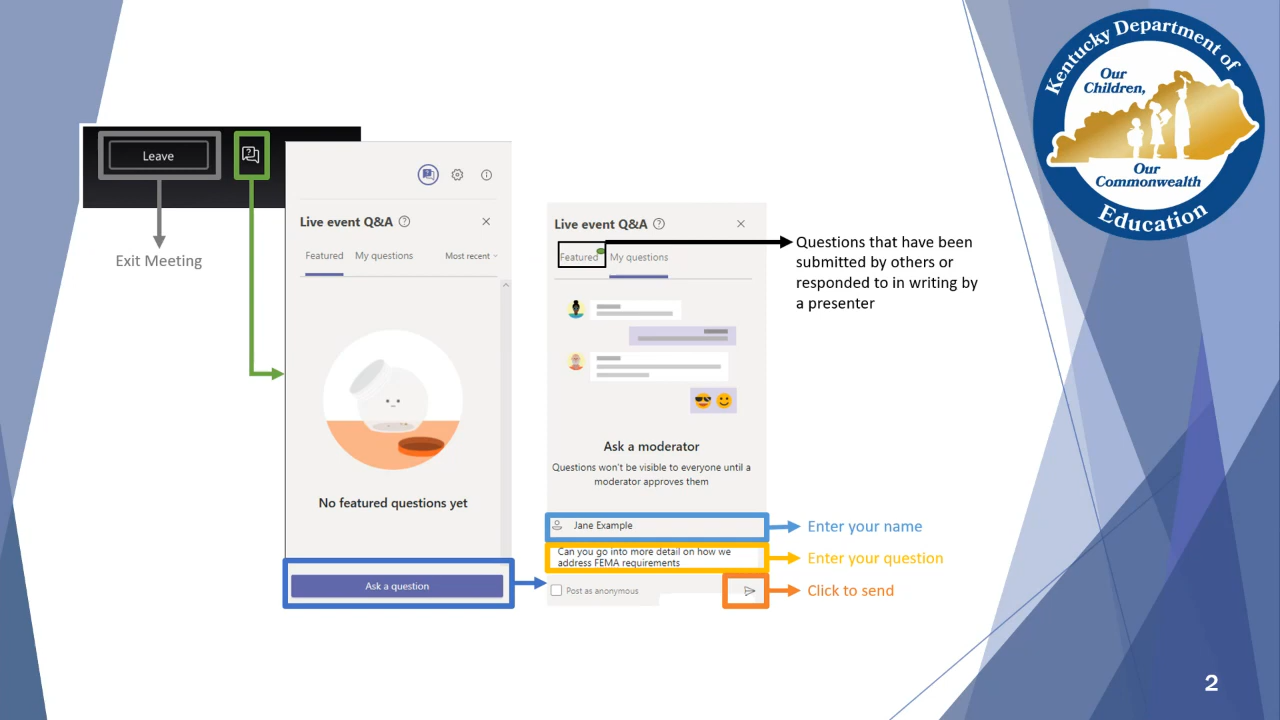 Kentucky Department of
Our
Children,
Our
Commonwealth
Education
Leave
Exit Meeting
Live event Q&A
Featured
My questions
Most recent
No featured questions yet
Ask a question
Live event Q&A
Featured
My questions
Questions that have been
submitted by others or
responded to in writing by
a presenter
Ask a moderator
Questions won't be visible to everyone until a
moderator approves them
Jane Example
Enter your name
Can you go into more detail on how we
address FEMA requirements
Enter your question
Post as anonymous
Click to send
2